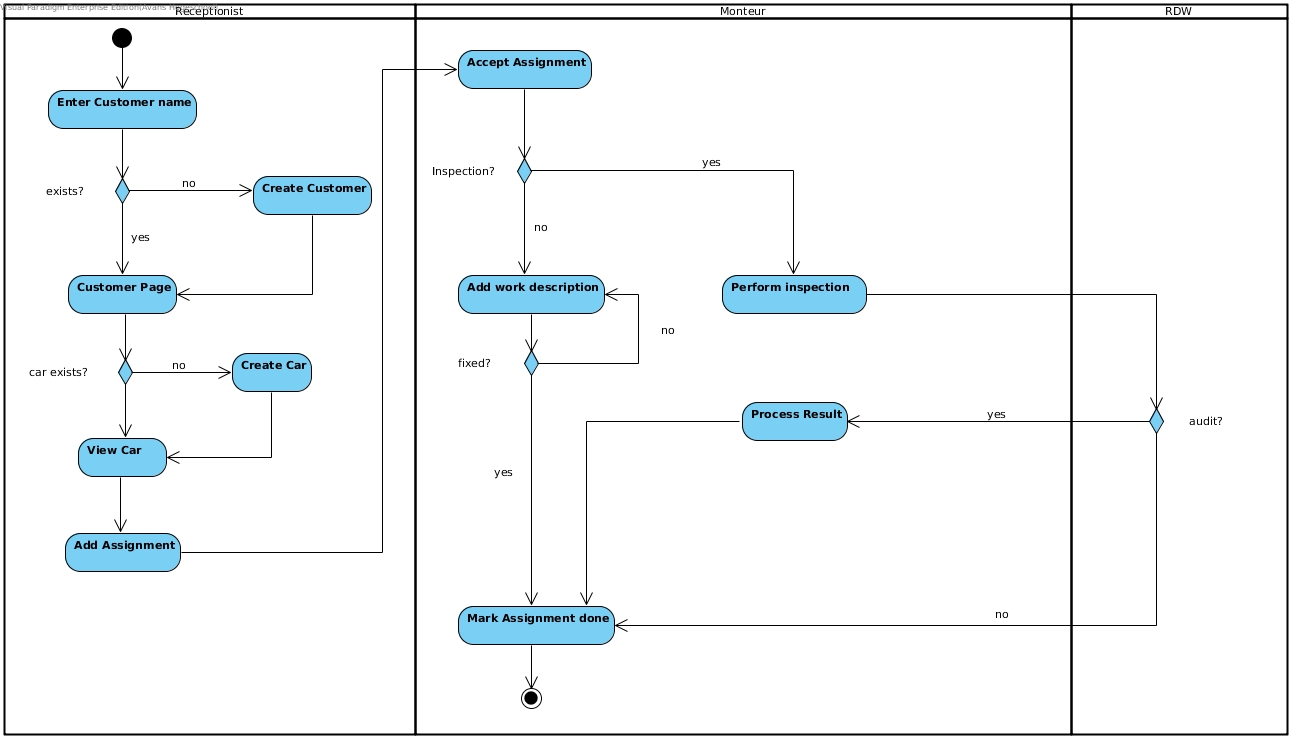 Visual Paradigm Enterprise Edition(Avans
Receptionist
Monteur
RDW
Enter Customer name
exists?
no
Create Customer
yes
Customer Page
car exists?
no
Create Car
View Car
Add Assignment
Accept Assignment
Inspection?
yes
no
Add work description
Perform inspection
no
fixed?
Process Result
yes
audit?
yes
Mark Assignment done
no